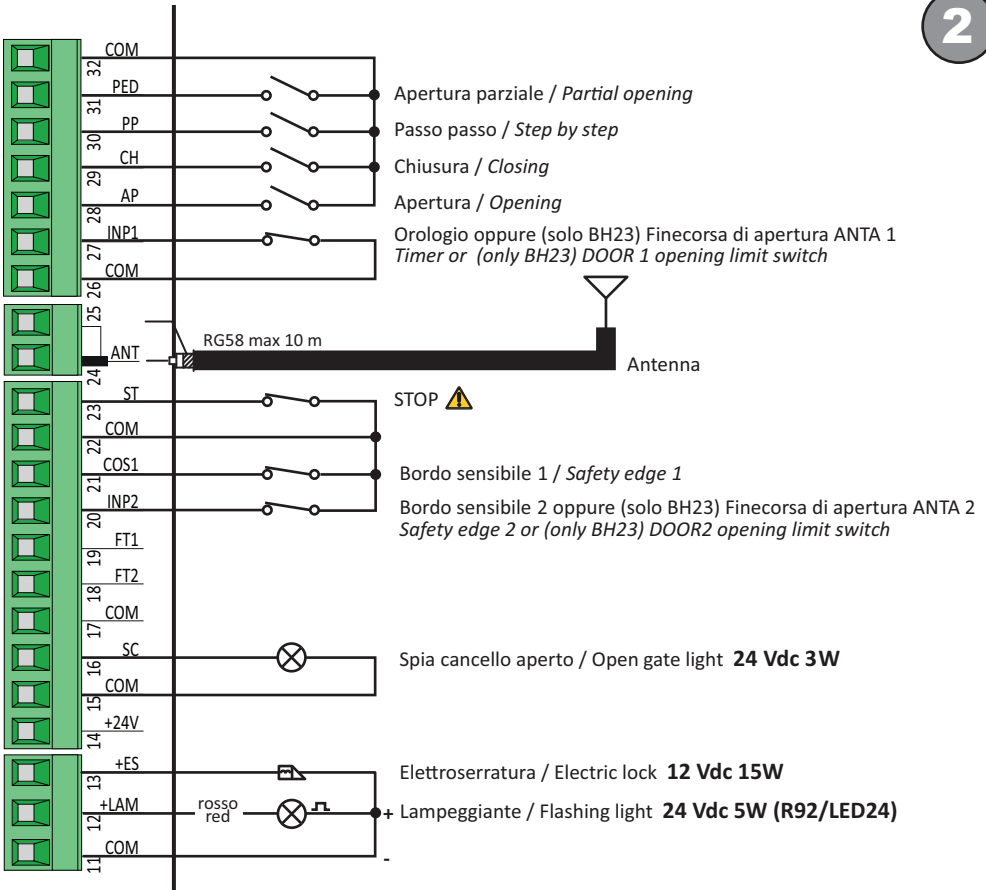 2
COM
32
PED
31
Apertura parziale / Partial opening
PP
30
Passo passo / Step by step
CH
29
Chiusura / Closing
AP
28
Apertura / Opening
INP1
27
Orologio oppure (solo BH23) Finecorsa di apertura ANTA 1
Timer or (only BH23) DOOR 1 opening limit switch
COM
26
25
RG58 max 10 m
ANT
24
Antenna
ST
23
STOP
COM
22
COS1
21
Bordo sensibile 1 / Safety edge 1
INP2
20
Bordo sensibile 2 oppure (solo BH23) Finecorsa di apertura ANTA 2
Safety edge 2 or (only BH23) DOOR2 opening limit switch
FT1
19
FT2
18
COM
17
SC
16
Spia cancello aperto / Open gate light 24 Vdc 3W
COM
15
+24V
14
+ES
13
Elettroserratura / Electric lock 12 Vdc 15W
+LAM
12
rosso
red
+ Lampeggiante / Flashing light 24 Vdc 5W (R92/LED24)
COM
11
-